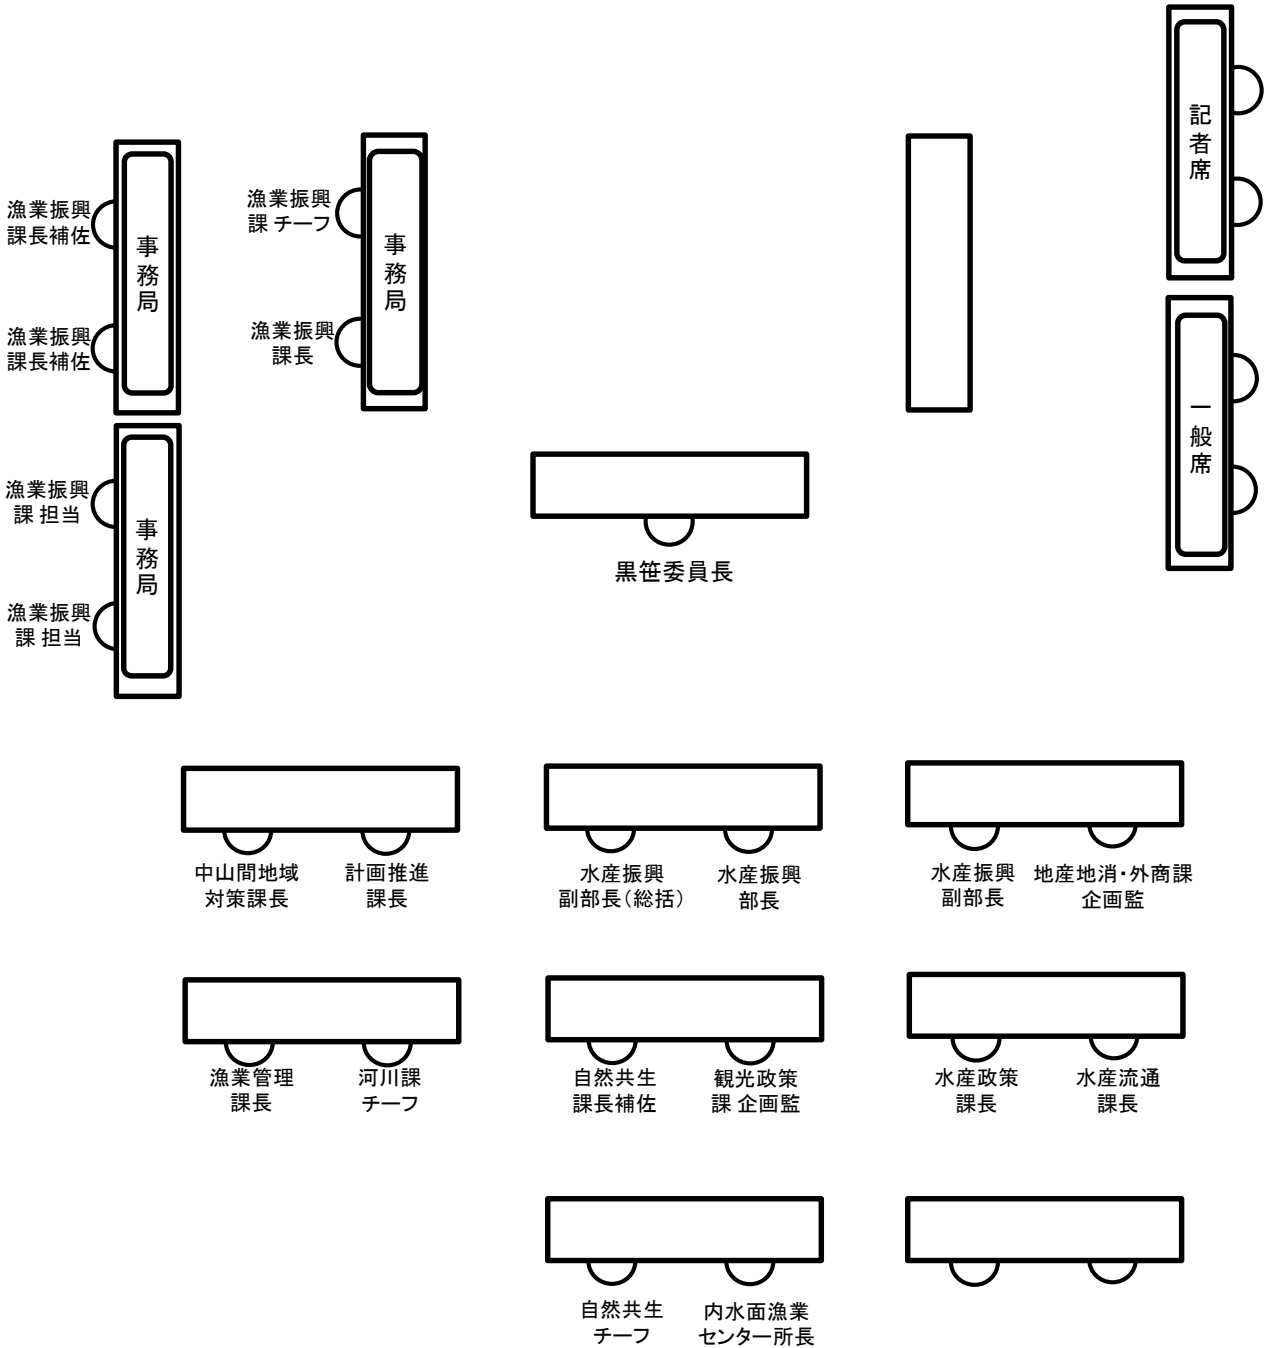 記者席
漁業振興
課長補佐
事務局
漁業振興
課 チーフ
事務局
漁業振興
課長補佐
漁業振興
課長
一般席
漁業振興
課 担当
事務局
漁業振興
課 担当
黒笹委員長
中山間地域
対策課長
計画推進
課長
水産振興
副部長（総括）
水産振興
部長
水産振興
副部長
地産地消・外商課
企画監
漁業管理
課長
河川課
チーフ
自然共生
課長補佐
観光政策
課 企画監
水産政策
課長
水産流通
課長
自然共生
チーフ
内水面漁業
センター所長